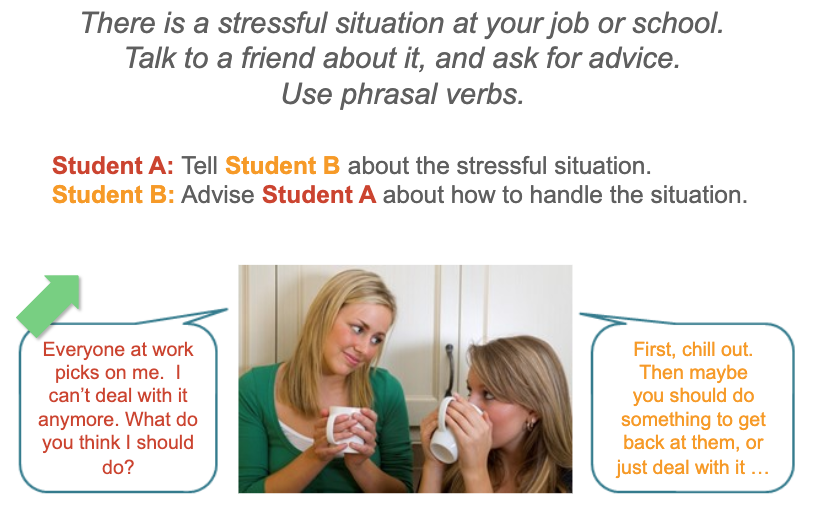 There is a stressful situation at your job or school.
Talk to a friend about it, and ask for advice.
Use phrasal verbs.
Student A: Tell Student B about the stressful situation.
Student B: Advise Student A about how to handle the situation.
Everyone at work
picks on me.  I
can’t deal with it
anymore. What do
you think I should
do?
First, chill out.
Then maybe
you should do
something to get
back at them, or
just deal with it …